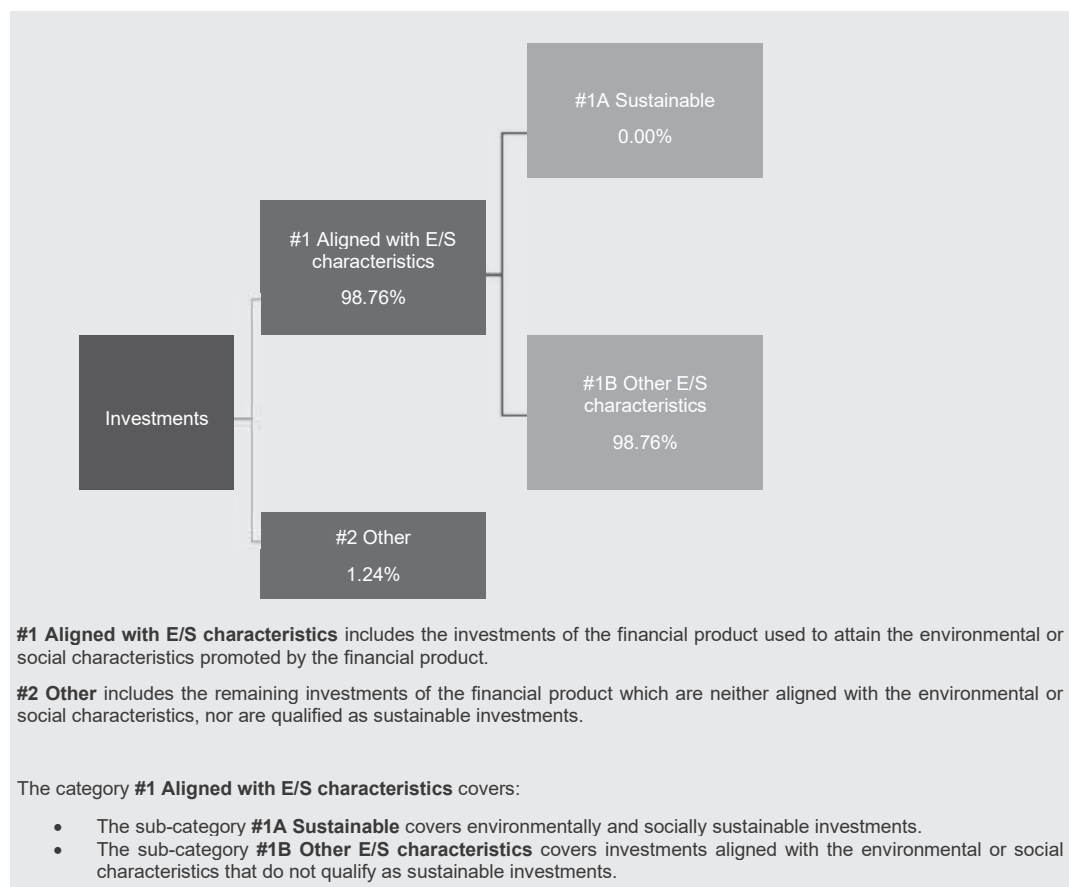 #1A Sustainable
0.00%
#1 Aligned with E/S
characteristics
98.76%
Investments
#1B Other E/S
characteristics
98.76%
#2 Other
1.24%
#1 Aligned with E/S characteristics includes the investments of the financial product used to attain the environmental or
social characteristics promoted by the financial product.
#2 Other includes the remaining investments of the financial product which are neither aligned with the environmental or
social characteristics, nor are qualified as sustainable investments.
The category #1 Aligned with E/S characteristics covers:
• The sub-category #1A Sustainable covers environmentally and socially sustainable investments.
• The sub-category #1B Other E/S characteristics covers investments aligned with the environmental or social
characteristics that do not qualify as sustainable investments.